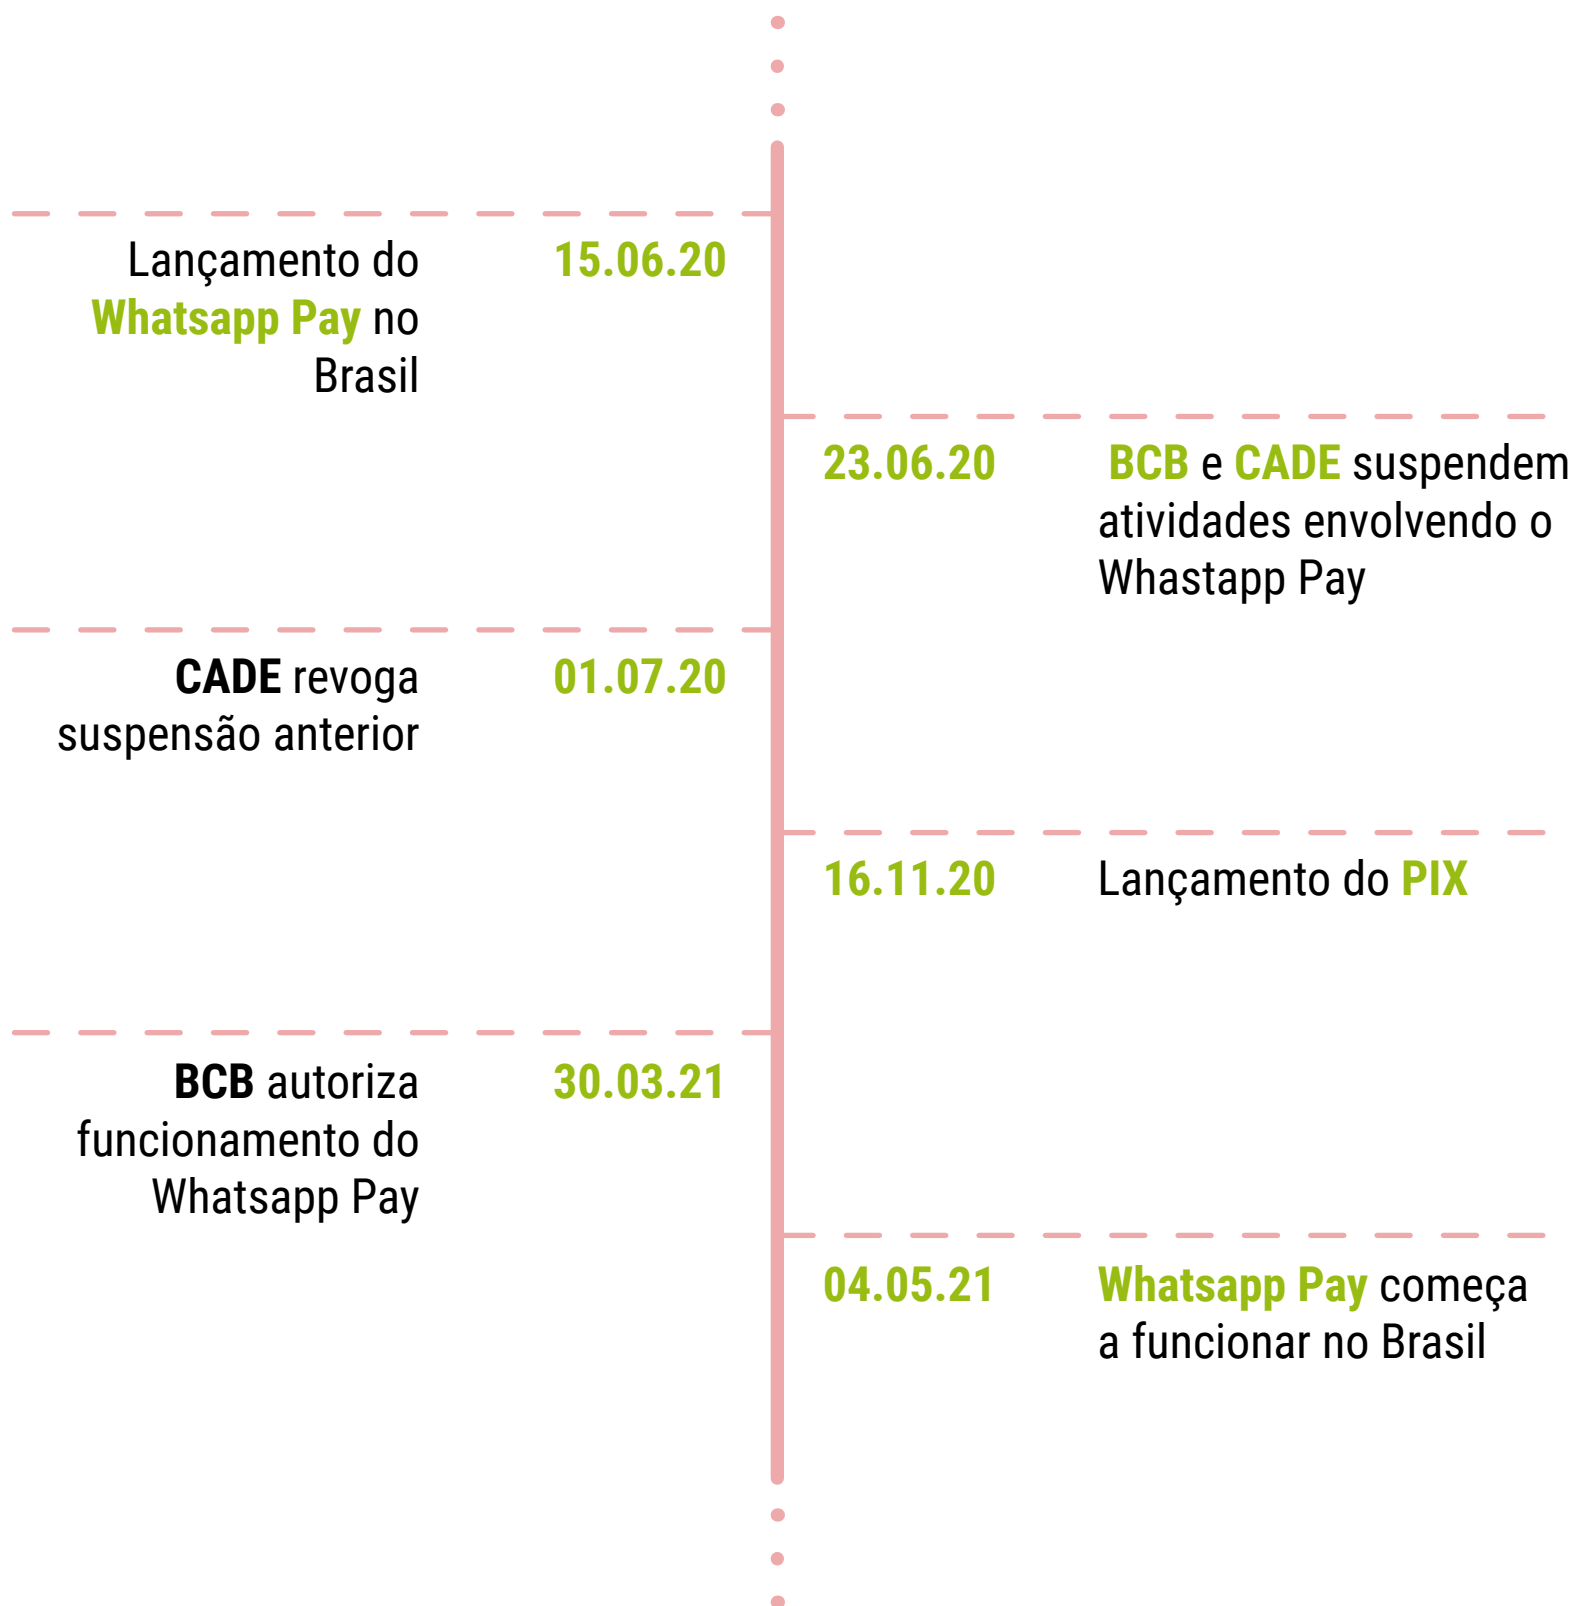 Lançamento do
Whatsapp Pay no
Brasil
15.06.20
23.06.20
BCB e CADE suspendem
atividades envolvendo o
Whastapp Pay
CADE revoga
suspensão anterior
01.07.20
16.11.20
Lançamento do PIX
BCB autoriza
funcionamento do
Whatsapp Pay
30.03.21
04.05.21
Whatsapp Pay começa
a funcionar no Brasil